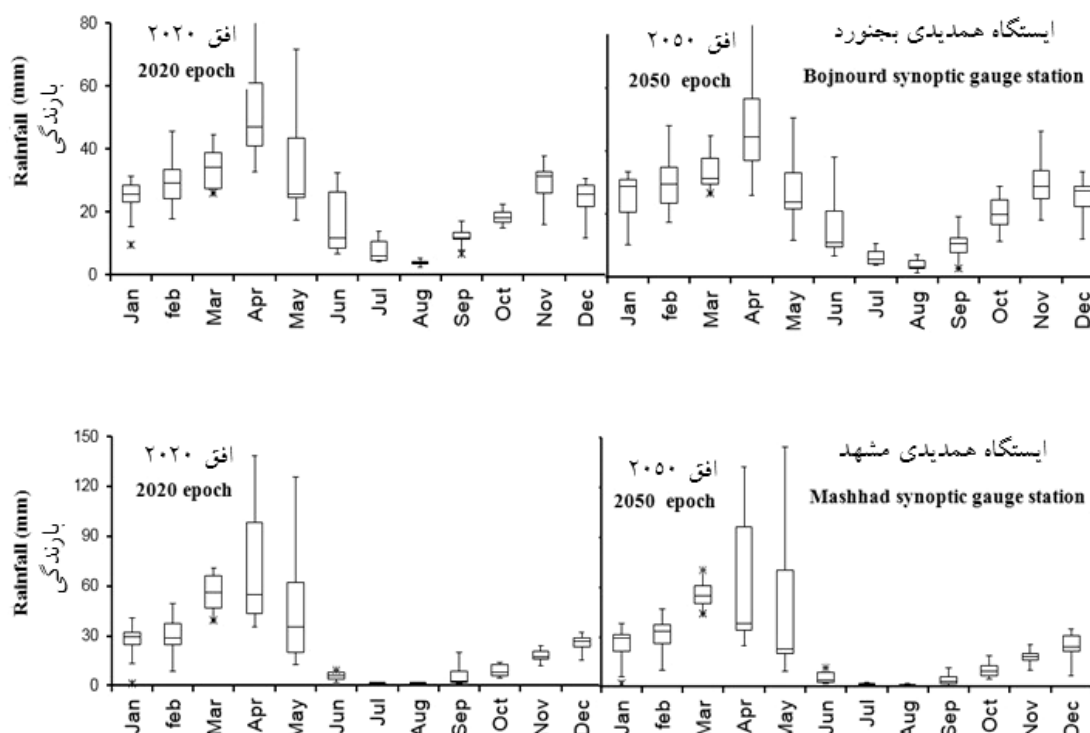 80
60
40
20
0
Rainfall (mm)
بارندگی
افق ۲۰۲۰
2020 epoch
افق ۲۰۵۰
2050 epoch
ایستگاه همدیدی بجنورد
Bojnourd synoptic gauge station
Jan feb Mar Apr May Jun Jul Aug Sep Oct Nov Dec
Jan feb Mar Apr May Jun Jul Aug Sep Oct Nov Dec
150
120
90
60
30
0
Rainfall (mm)
بارندگی
افق ۲۰۲۰
2020 epoch
افق ۲۰۵۰
2050 epoch
ایستگاه همدیدی مشهد
Mashhad synoptic gauge station
Jan feb Mar Apr May Jun Jul Aug Sep Oct Nov Dec
Jan feb Mar Apr May Jun Jul Aug Sep Oct Nov Dec